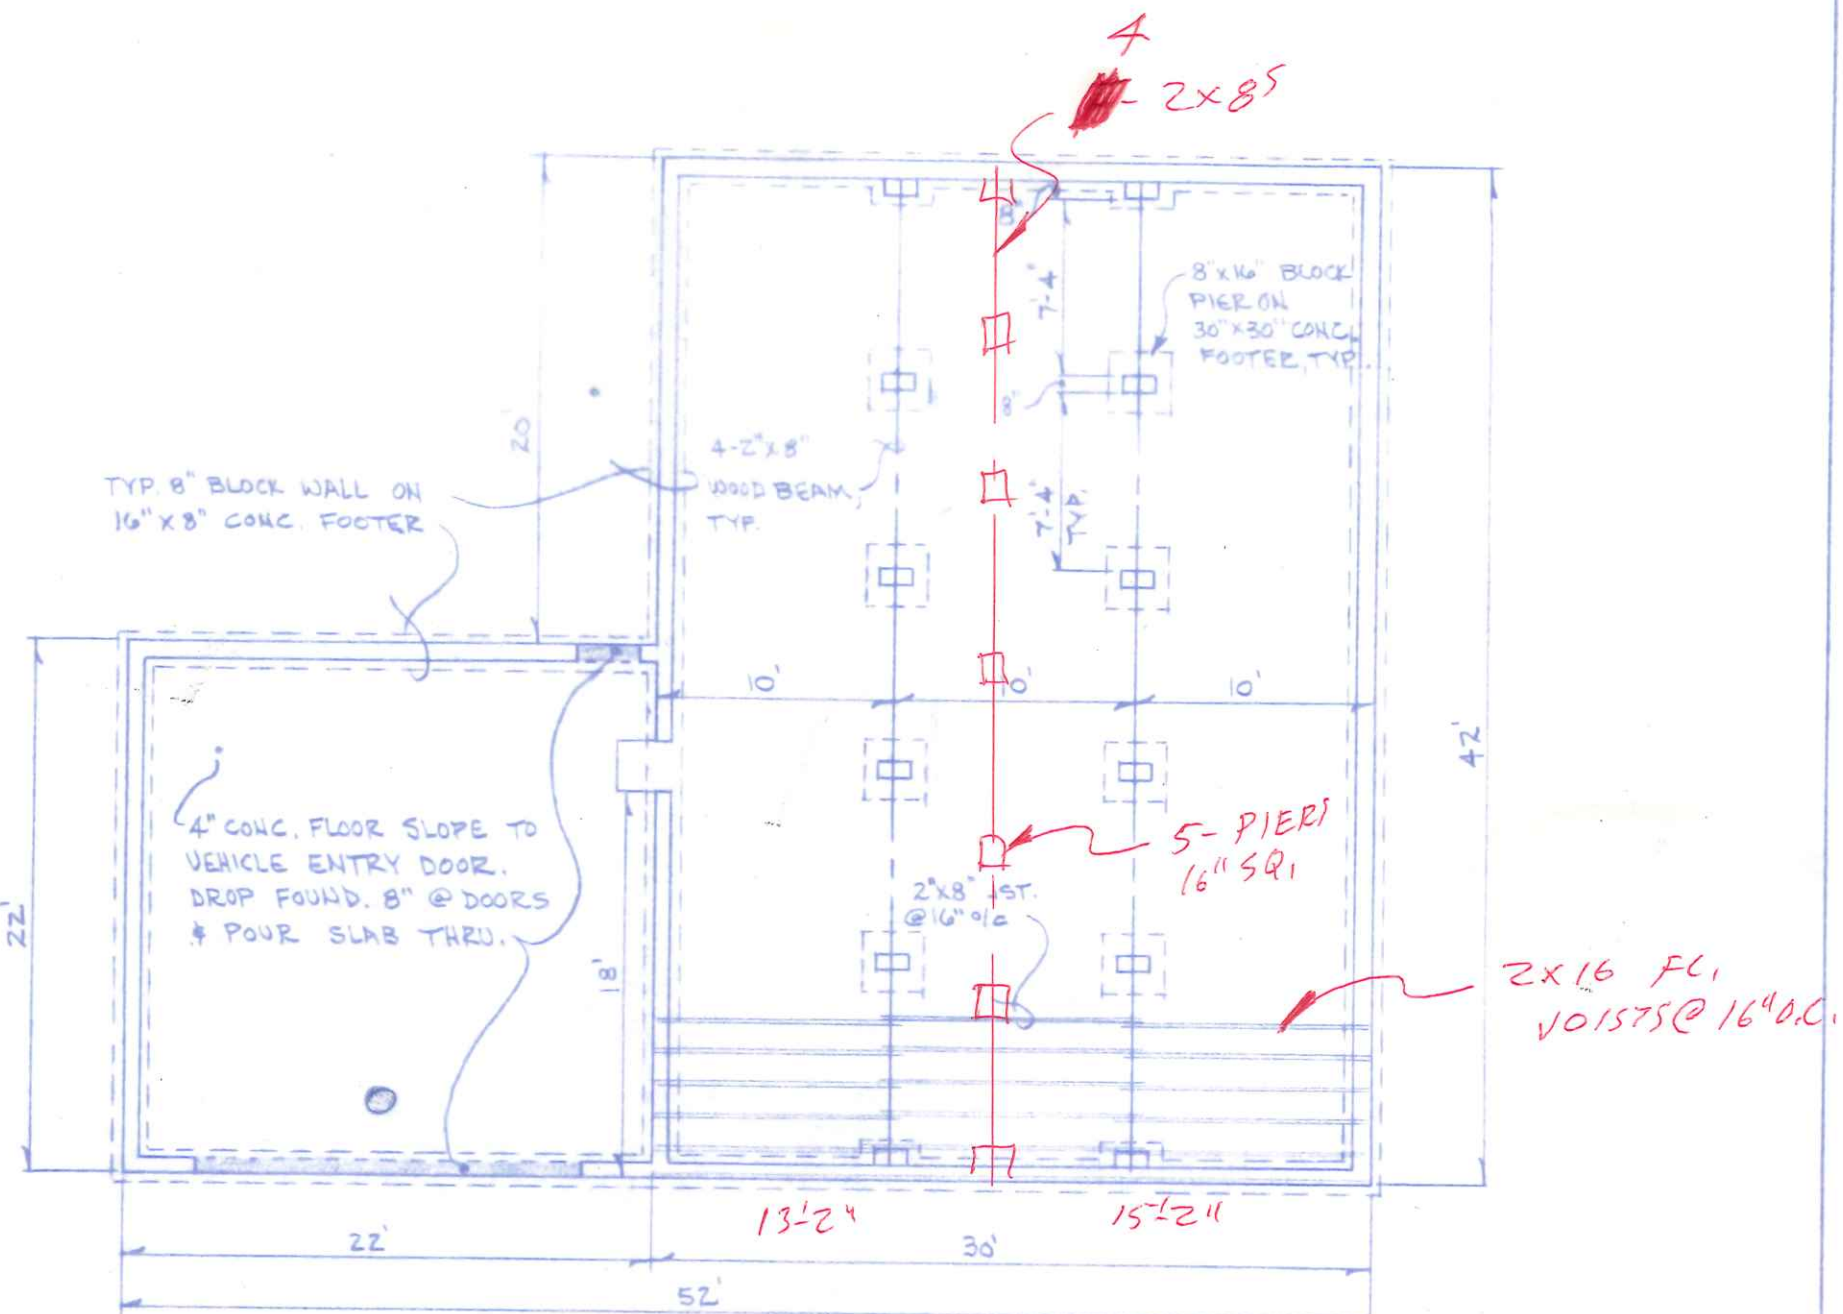 4
- 2x8s
8"
7'-4"
8"x16" BLOCK
PIER ON
30"x30" CONC.
FOOTER, TYP.
8"
20'
4-2"x8"
WOOD BEAM,
TYP.
7'-4"
TYP.
TYP. 8" BLOCK WALL ON
16" x 8" CONC. FOOTER
10'
10'
10'
42'
22'
4" CONC. FLOOR SLOPE TO
VEHICLE ENTRY DOOR.
DROP FOUND. 8" @ DOORS
& POUR SLAB THRU.
18'
5- PIERS
16" SQ.
2"x8" JST.
@ 16" o/c
2x16 FL.
JOISTS @ 16" O.C.
13'-2"
15'-2"
22'
30'
52'